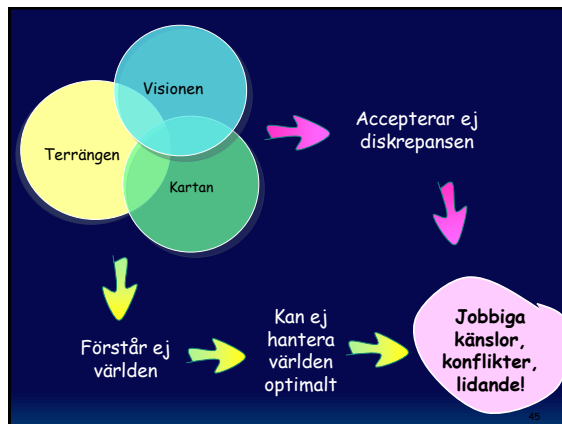 Visionen
Terrängen
Kartan
Accepterar ej
diskrepansen
Förstår ej
världen
Kan ej
hantera
världen
optimalt
Jobbiga
känslor,
konflikter,
lidande!
45